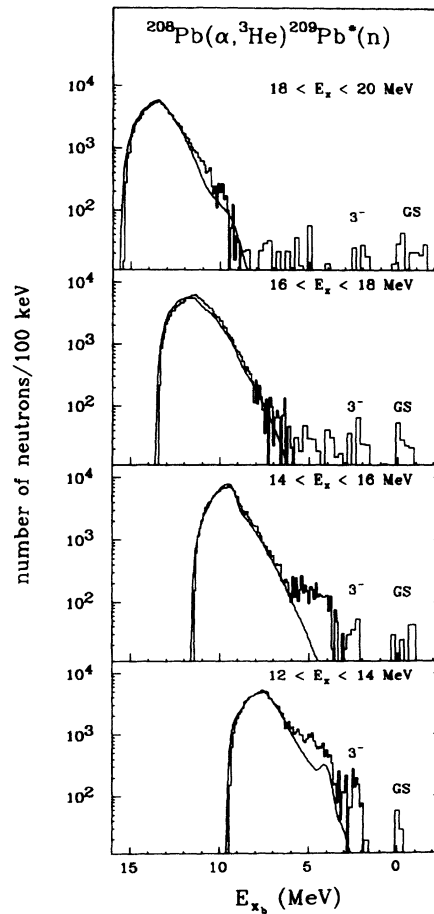 ²⁰⁸Pb(α,³He)²⁰⁹Pb*(n)
18 < Eₓ < 20 MeV
10⁴
10³
10²
3⁻
GS
16 < Eₓ < 18 MeV
10⁴
10³
10²
3⁻
GS
14 < Eₓ < 16 MeV
10⁴
10³
10²
3⁻
GS
12 < Eₓ < 14 MeV
10⁴
10³
10²
3⁻
GS
15
10
5
0
E_{x_b} (MeV)
number of neutrons/100 keV